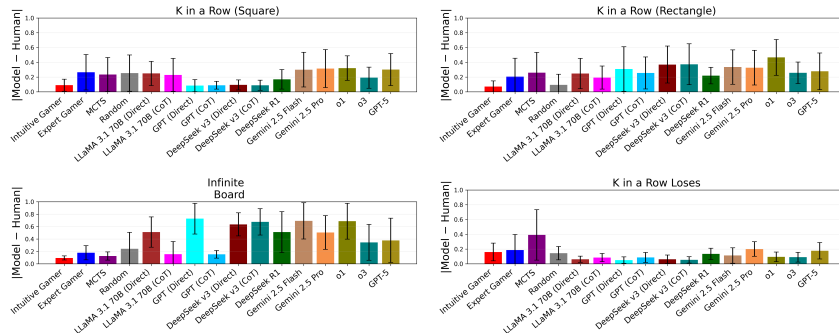 K in a Row (Square)
|Model − Human|
1.0
0.8
0.6
0.4
0.2
0.0
Intuitive Gamer
Expert Gamer
MCTS
Random
LLaMA 3.1 70B (Direct)
LLaMA 3.1 70B (CoT)
GPT (Direct)
GPT (CoT)
DeepSeek v3 (Direct)
DeepSeek v3 (CoT)
DeepSeek R1
Gemini 2.5 Flash
Gemini 2.5 Pro
o1
o3
GPT-5
K in a Row (Rectangle)
|Model − Human|
1.0
0.8
0.6
0.4
0.2
0.0
Intuitive Gamer
Expert Gamer
MCTS
Random
LLaMA 3.1 70B (Direct)
LLaMA 3.1 70B (CoT)
GPT (Direct)
GPT (CoT)
DeepSeek v3 (Direct)
DeepSeek v3 (CoT)
DeepSeek R1
Gemini 2.5 Flash
Gemini 2.5 Pro
o1
o3
GPT-5
Infinite
Board
|Model − Human|
1.0
0.8
0.6
0.4
0.2
0.0
Intuitive Gamer
Expert Gamer
MCTS
Random
LLaMA 3.1 70B (Direct)
LLaMA 3.1 70B (CoT)
GPT (Direct)
GPT (CoT)
DeepSeek v3 (Direct)
DeepSeek v3 (CoT)
DeepSeek R1
Gemini 2.5 Flash
Gemini 2.5 Pro
o1
o3
GPT-5
K in a Row Loses
|Model − Human|
1.0
0.8
0.6
0.4
0.2
0.0
Intuitive Gamer
Expert Gamer
MCTS
Random
LLaMA 3.1 70B (Direct)
LLaMA 3.1 70B (CoT)
GPT (Direct)
GPT (CoT)
DeepSeek v3 (Direct)
DeepSeek v3 (CoT)
DeepSeek R1
Gemini 2.5 Flash
Gemini 2.5 Pro
o1
o3
GPT-5